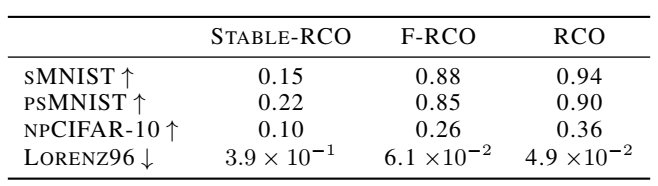 STABLE-RCO F-RCO RCO
sMNIST ↑ 0.15 0.88 0.94
psMNIST ↑ 0.22 0.85 0.90
npCIFAR-10 ↑ 0.10 0.26 0.36
LORENZ96 ↓ 3.9 × 10⁻¹ 6.1 ×10⁻² 4.9 ×10⁻²